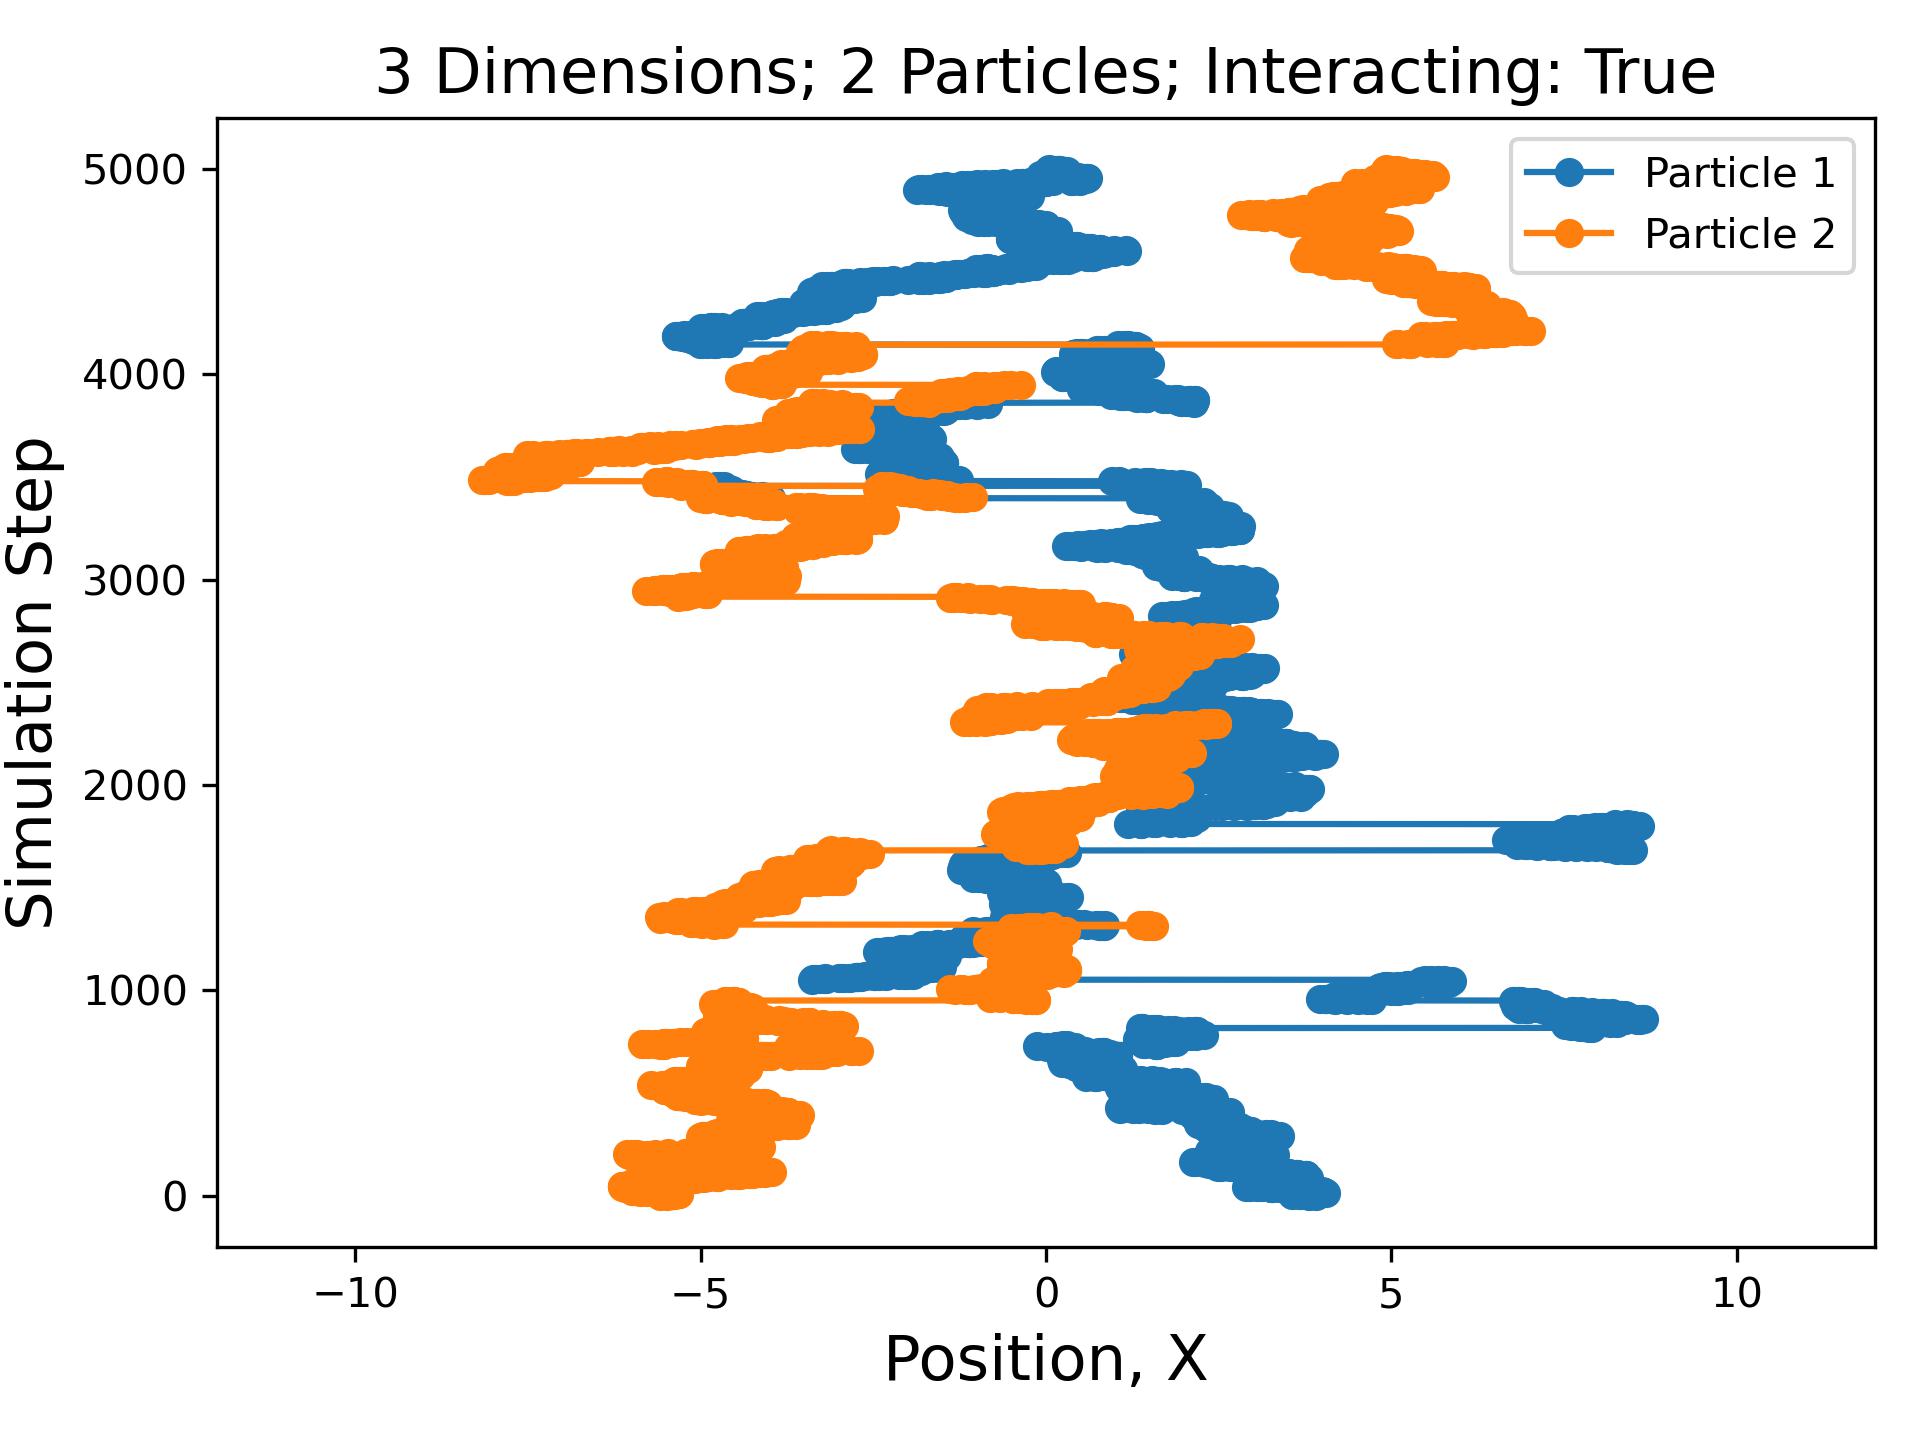 3 Dimensions; 2 Particles; Interacting: True
Particle 1
Particle 2
5000
4000
3000
2000
1000
0
Simulation Step
−10 −5 0 5 10
Position, X